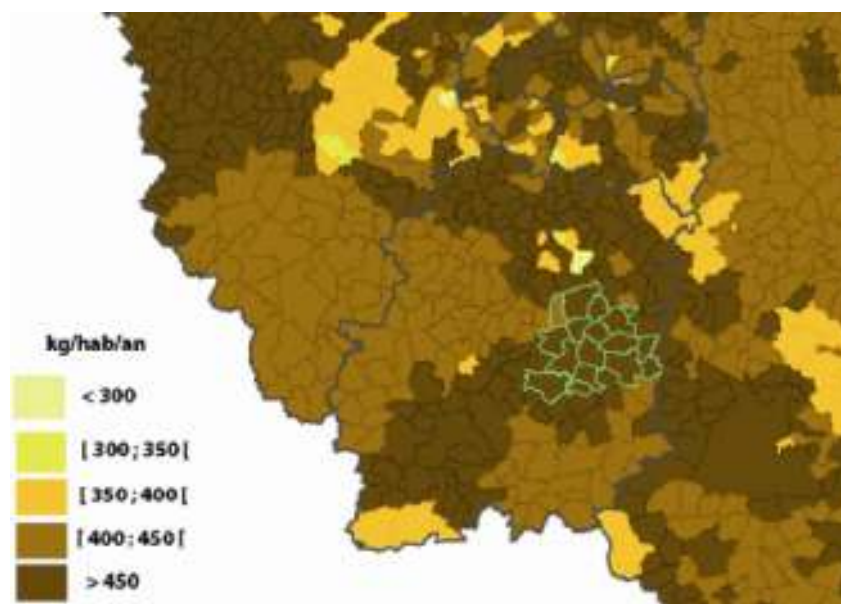 kg/hab/an
< 300
[ 300 ; 350 [
[ 350 ; 400 [
[ 400 ; 450 [
> 450